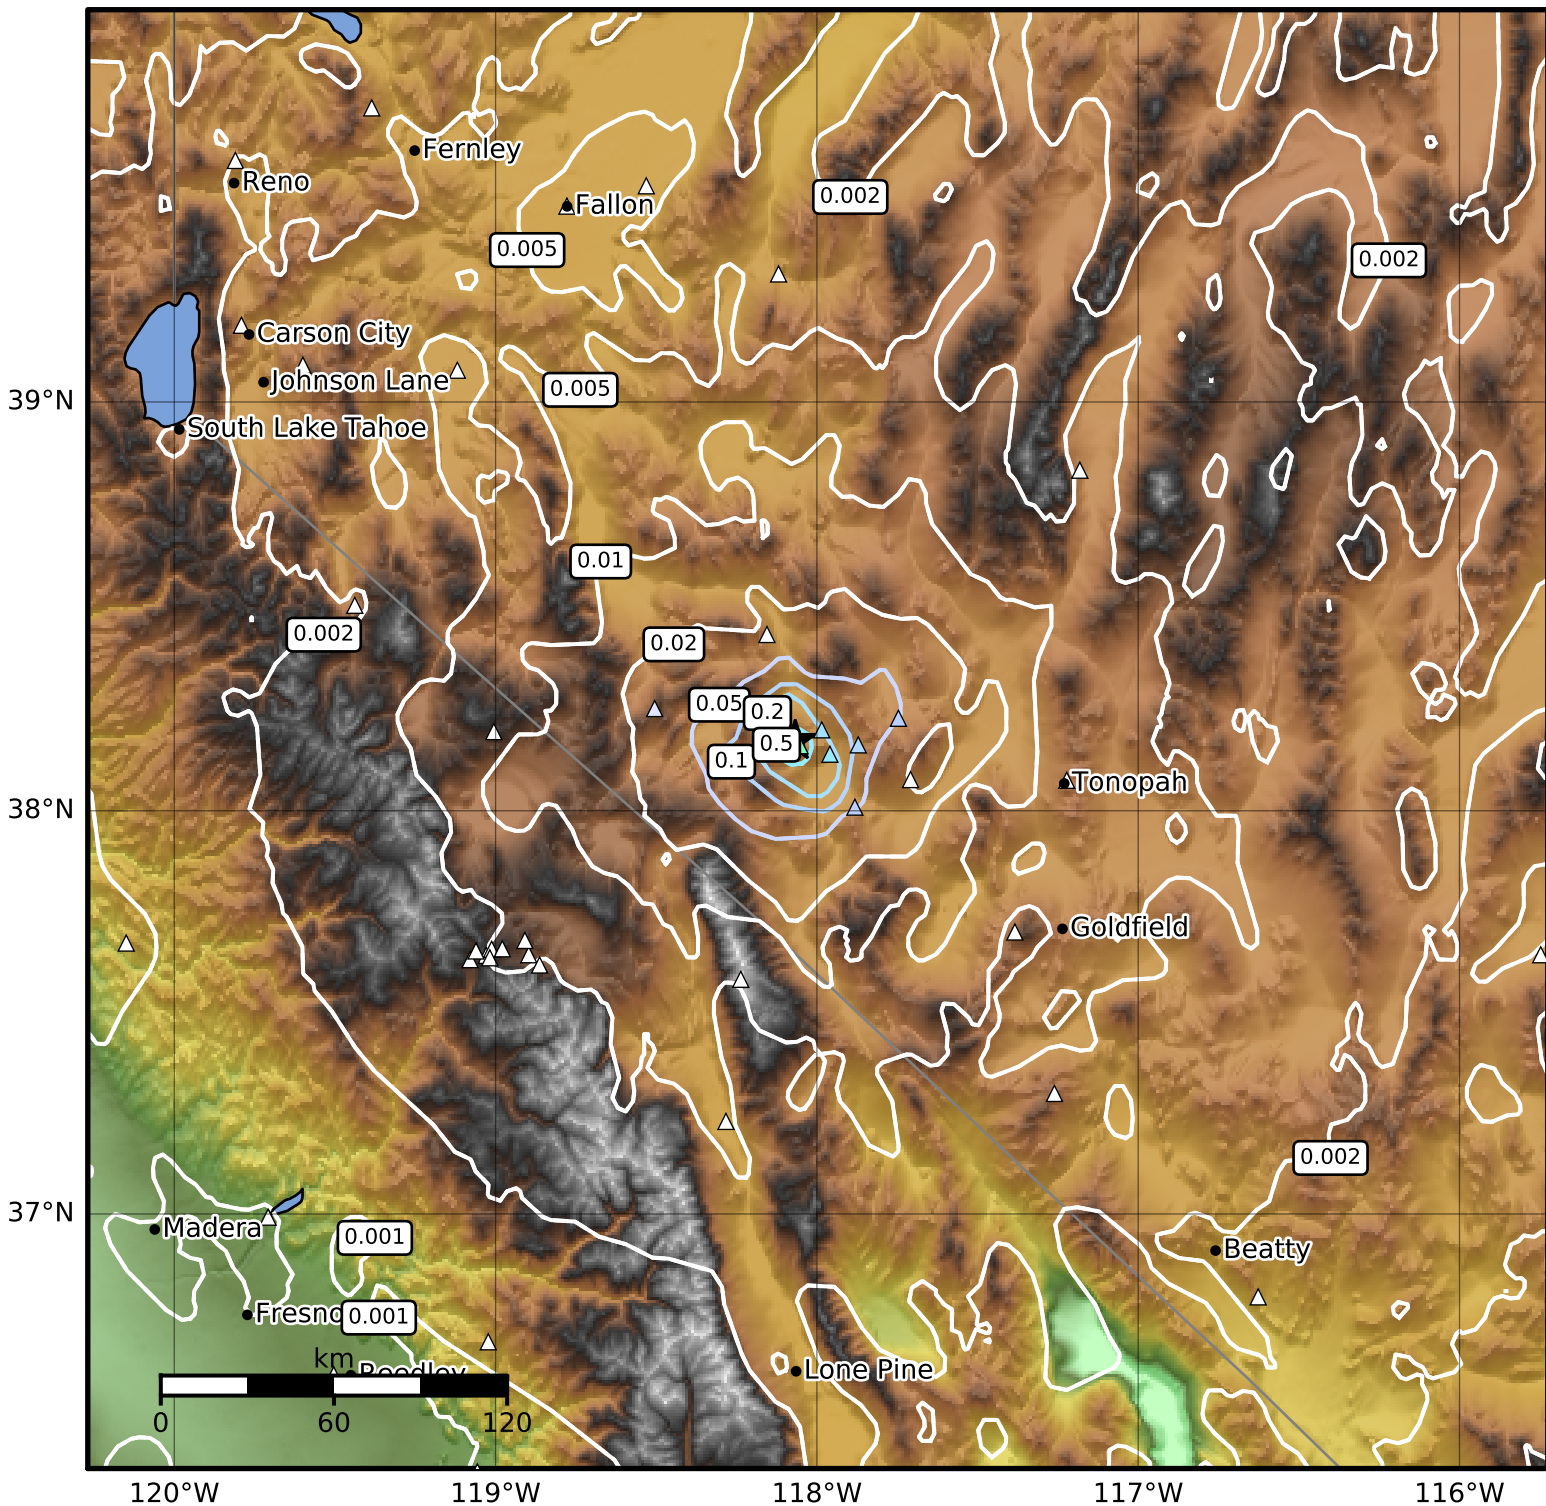 Fernley
Reno
0.002
Fallon
0.005
0.002
Carson City
Johnson Lane
0.005
39°N
South Lake Tahoe
0.01
0.002
0.02
0.05
0.2
0.5
0.1
Tonopah
38°N
Goldfield
0.002
37°N
Madera
0.001
Beatty
Fresno
0.001
km
Reedley
Lone Pine
0
60
120
120°W
119°W
118°W
117°W
116°W